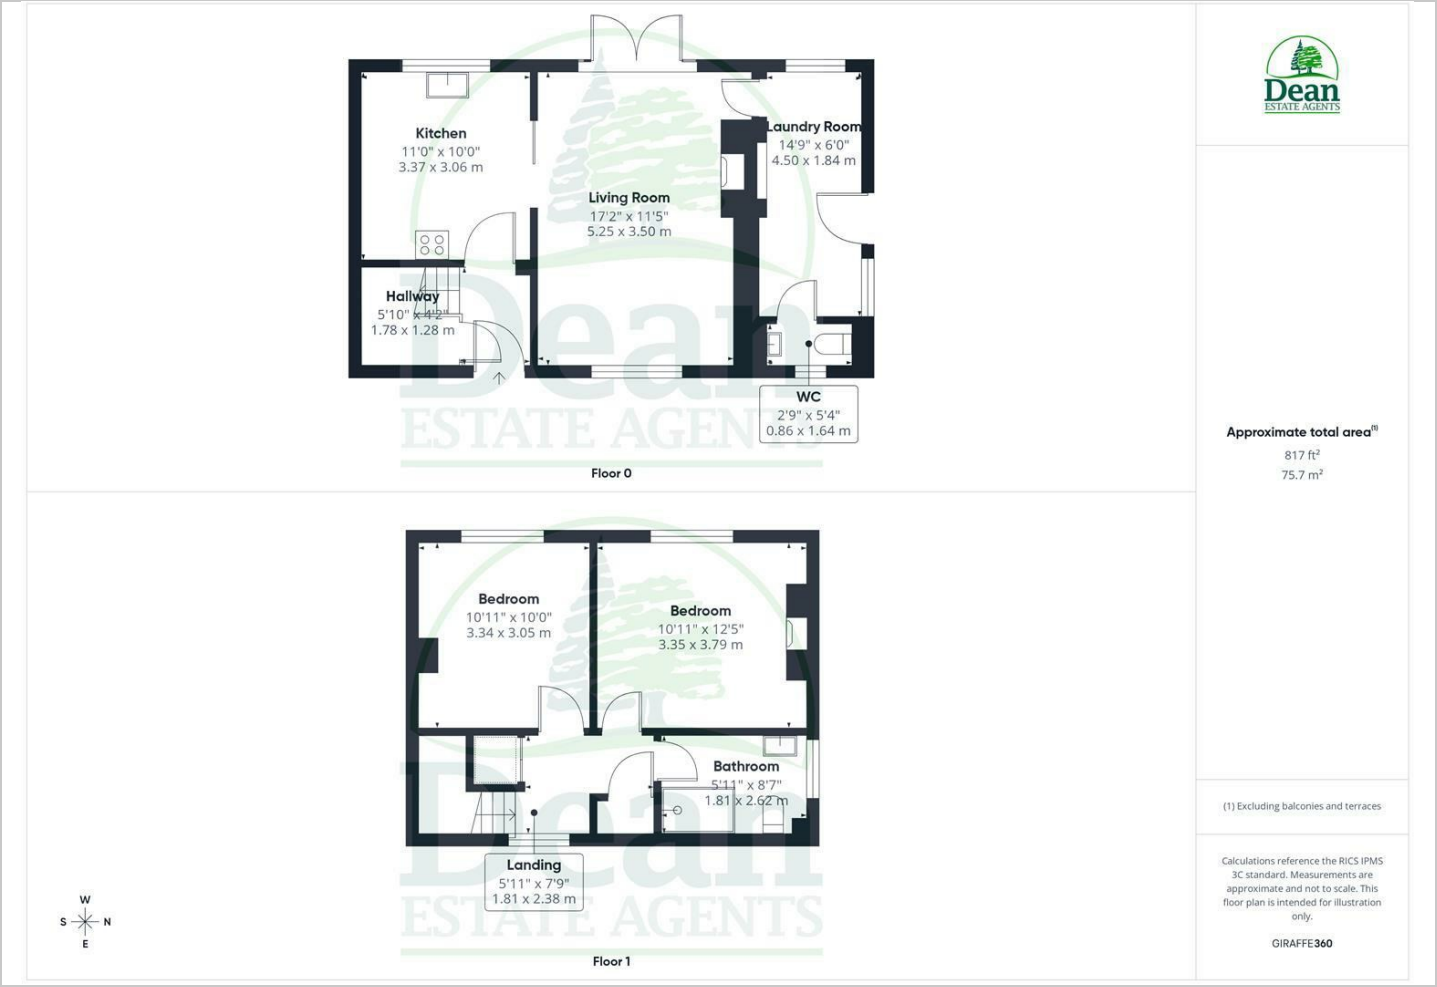 Kitchen
11'0" x 10'0"
3.37 x 3.06 m
Living Room
17'2" x 11'5"
5.25 x 3.50 m
Laundry Room
14'9" x 6'0"
4.50 x 1.84 m
Hallway
5'10" x 4'2"
1.78 x 1.28 m
WC
2'9" x 5'4"
0.86 x 1.64 m
Dean
ESTATE AGENTS
Floor 0
Bedroom
10'11" x 10'0"
3.34 x 3.05 m
Bedroom
10'11" x 12'5"
3.35 x 3.79 m
Bathroom
5'11" x 8'7"
1.81 x 2.62 m
Landing
5'11" x 7'9"
1.81 x 2.38 m
Dean
ESTATE AGENTS
Floor 1
W
S N
E
Dean
ESTATE AGENTS
Approximate total area(1)
817 ft²
75.7 m²
(1) Excluding balconies and terraces
Calculations reference the RICS IPMS
3C standard. Measurements are
approximate and not to scale. This
floor plan is intended for illustration
only.
GIRAFFE360